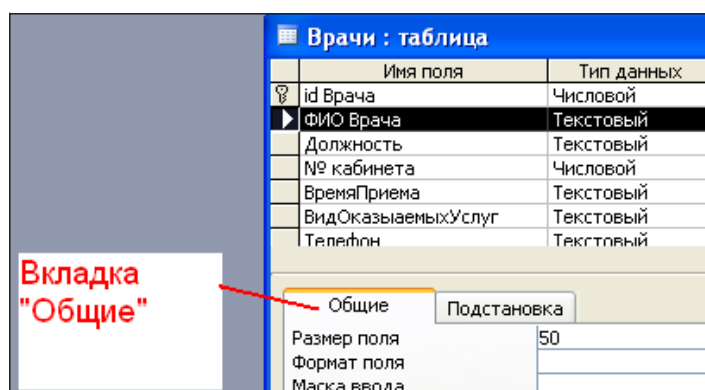 Врачи : таблица
Имя поля Тип данных
id Врача Числовой
ФИО Врача Текстовый
Должность Текстовый
№ кабинета Числовой
ВремяПриема Текстовый
ВидОказыаемыхУслуг Текстовый
Телефон Текстовый
Вкладка
"Общие"
Общие Подстановка
Размер поля 50
Формат поля
Маска ввода